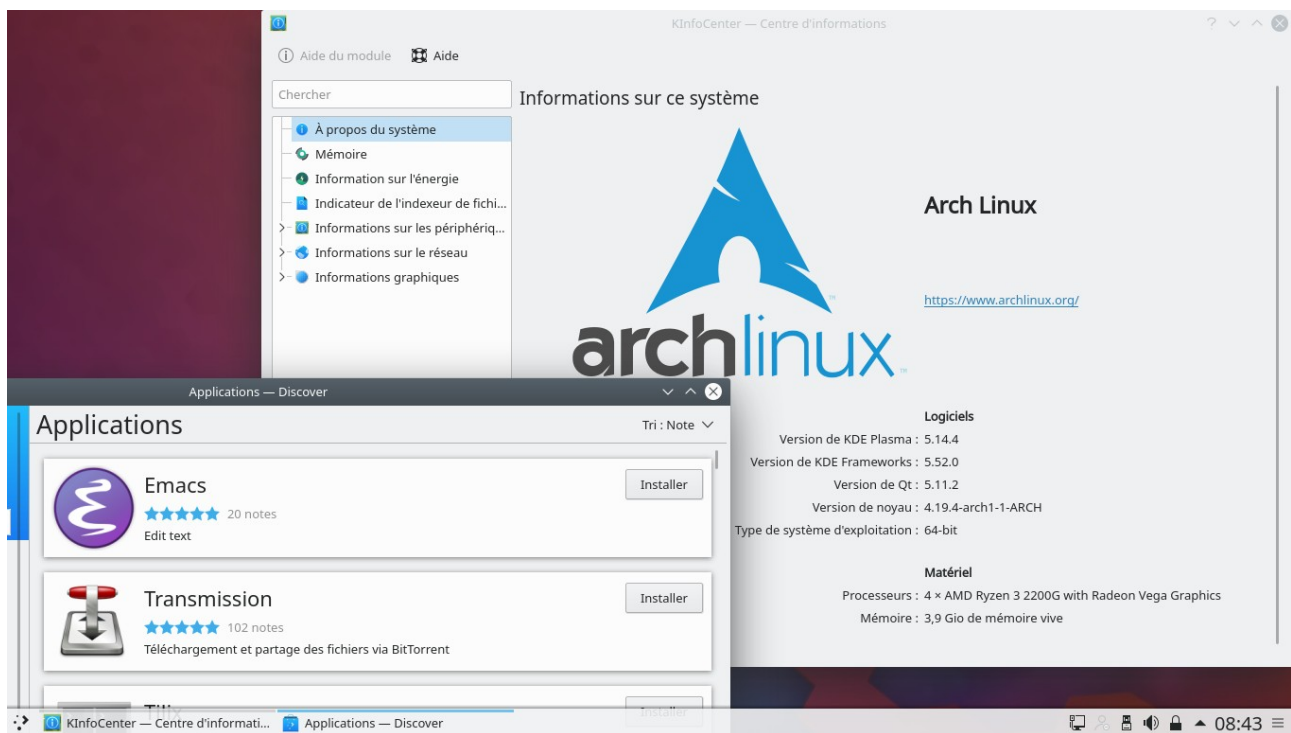 KInfoCenter — Centre d'informations
Aide du module Aide
Chercher
À propos du système
Mémoire
Information sur l'énergie
Indicateur de l'indexeur de fichi...
Informations sur les périphériq...
Informations sur le réseau
Informations graphiques
Informations sur ce système
archlinux
Arch Linux
https://www.archlinux.org/
Logiciels
Version de KDE Plasma : 5.14.4
Version de KDE Frameworks : 5.52.0
Version de Qt : 5.11.2
Version de noyau : 4.19.4-arch1-1-ARCH
Type de système d'exploitation : 64-bit
Matériel
Processeurs : 4 × AMD Ryzen 3 2200G with Radeon Vega Graphics
Mémoire : 3,9 Gio de mémoire vive
Applications — Discover
Applications
Tri : Note
Emacs
20 notes
Edit text
Installer
Transmission
102 notes
Téléchargement et partage des fichiers via BitTorrent
Installer
Tilix
Installer
KInfoCenter — Centre d'informati...
Applications — Discover
08:43